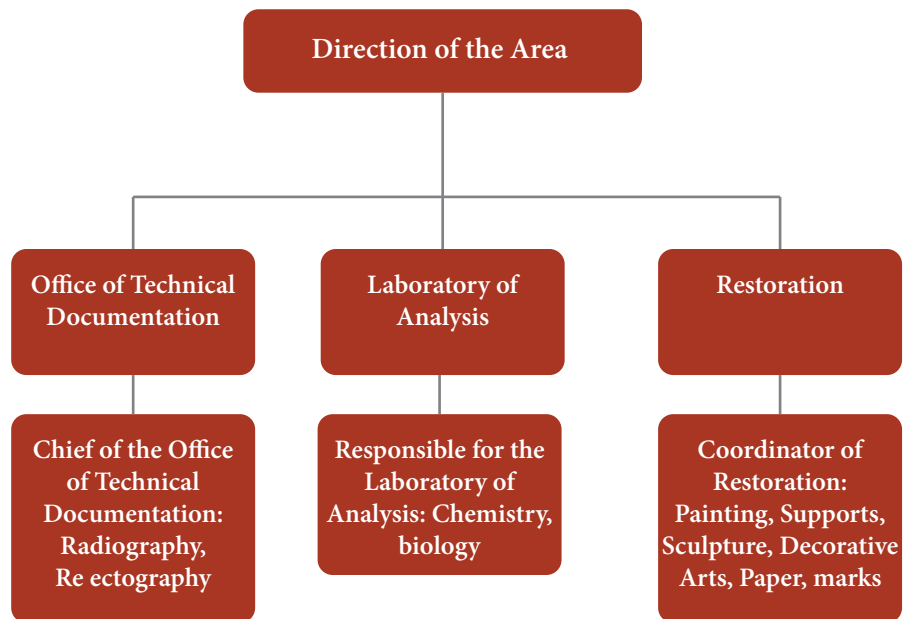 Direction of the Area
Office of Technical
Documentation
Laboratory of
Analysis
Restoration
Chief of the Office
of Technical
Documentation:
Radiography,
Re ectography
Responsible for the
Laboratory of
Analysis: Chemistry,
biology
Coordinator of
Restoration:
Painting, Supports,
Sculpture, Decorative
Arts, Paper, marks